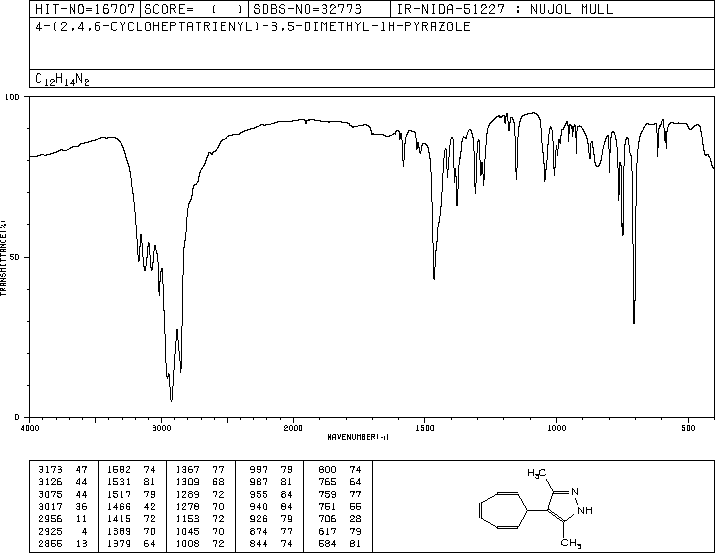 HIT-NO=16707 SCORE= ( ) SDBS-NO=32773 IR-NIDA-51227 : NUJOL MULL
4-(2,4,6-CYCLOHEPTATRIENYL)-3,5-DIMETHYL-1H-PYRAZOLE
C12H14N2
100
50
0
TRANSMITTANCE(%)
4000 3000 2000 1500 1000 500
WAVENUMBER(-1)
3173 47 1582 74 1367 77 997 79 800 74
3126 44 1531 81 1309 68 987 81 765 64
3075 44 1517 79 1289 72 955 84 759 77
3017 36 1466 42 1278 70 940 84 751 55
2956 11 1415 72 1153 72 926 79 706 28
2925 4 1389 70 1045 70 874 77 617 79
2855 13 1379 64 1008 72 844 74 584 81
H3C
N
NH
CH3